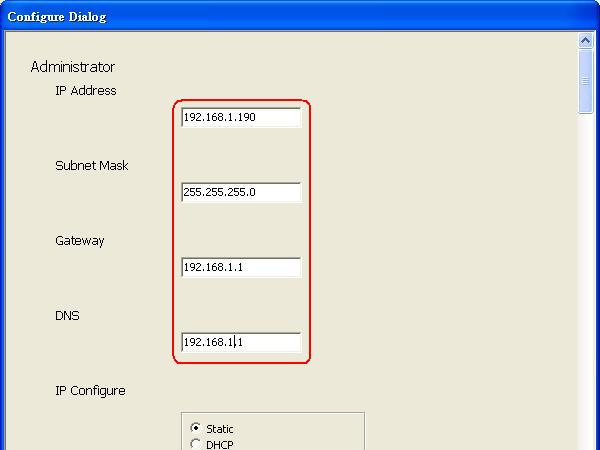 Configure Dialog
Administrator
IP Address
192.168.1.190
Subnet Mask
255.255.255.0
Gateway
192.168.1.1
DNS
192.168.1.1
IP Configure
Static
DHCP